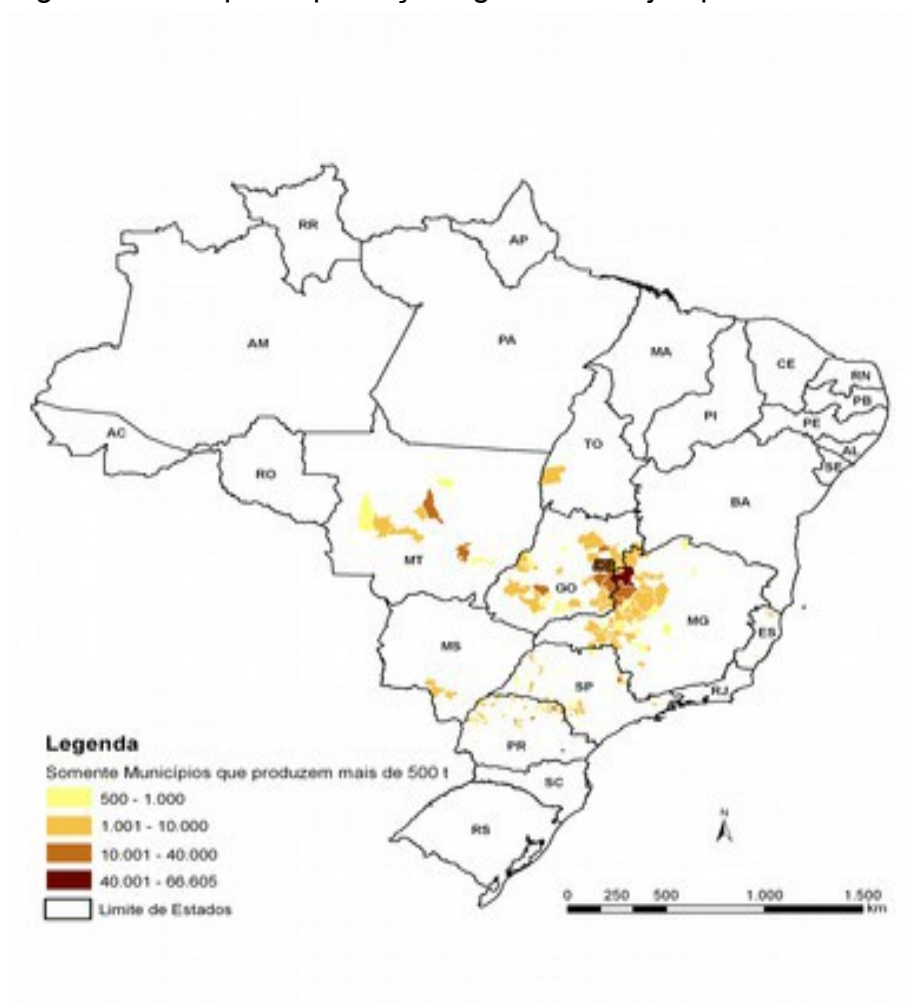 RR
AP
AM
PA
MA
CE
RN
PB
PE
PI
AL
SE
AC
TO
RO
BA
MT
GO
MG
ES
MS
SP
RJ
PR
SC
RS
Legenda
Somente Municípios que produzem mais de 500 t
500 - 1.000
1.001 - 10.000
10.001 - 40.000
40.001 - 66.605
Limite de Estados
N
0 250 500 1.000 1.500
km